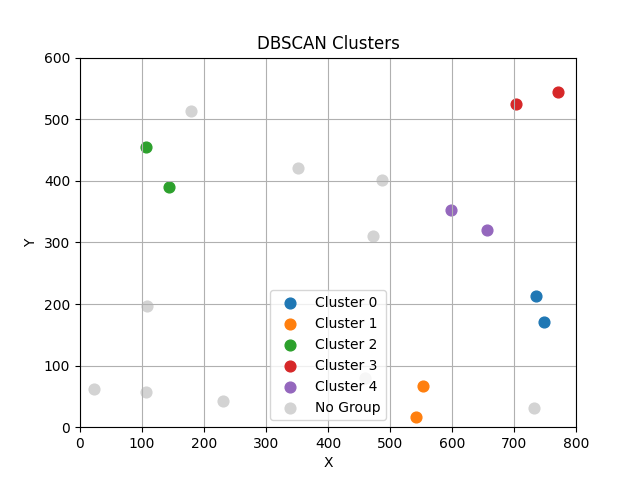 DBSCAN Clusters
600
500
400
300
200
100
0
Y
Cluster 0
Cluster 1
Cluster 2
Cluster 3
Cluster 4
No Group
0 100 200 300 400 500 600 700 800
X